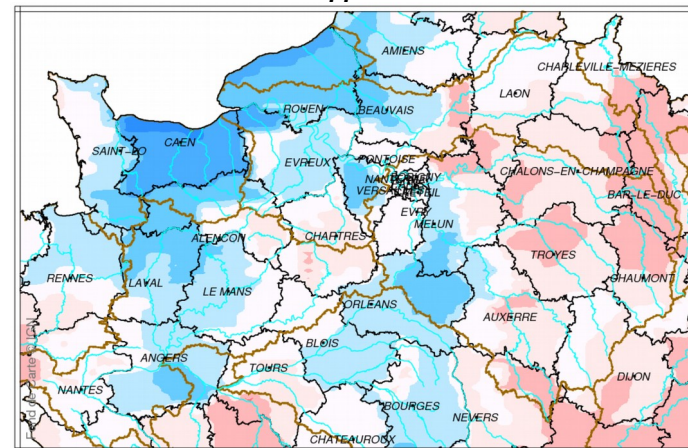 AMIENS
CHARLEVILLE-MEZIERES
LAON
ROUEN
BEAUVAIS
CAEN
SAINT-LO
EVREUX
PONTOISE
CHALONS-EN-CHAMPAGNE
BAR-LE-DUC
EVRY
MELUN
ALENCON
CHARTRES
TROYES
RENNES
LAVAL
LE MANS
CHAUMONT
ORLEANS
AUXERRE
BLOIS
ANGERS
TOURS
NANTES
DIJON
BOURGES
NEVERS
CHATEAUROUX